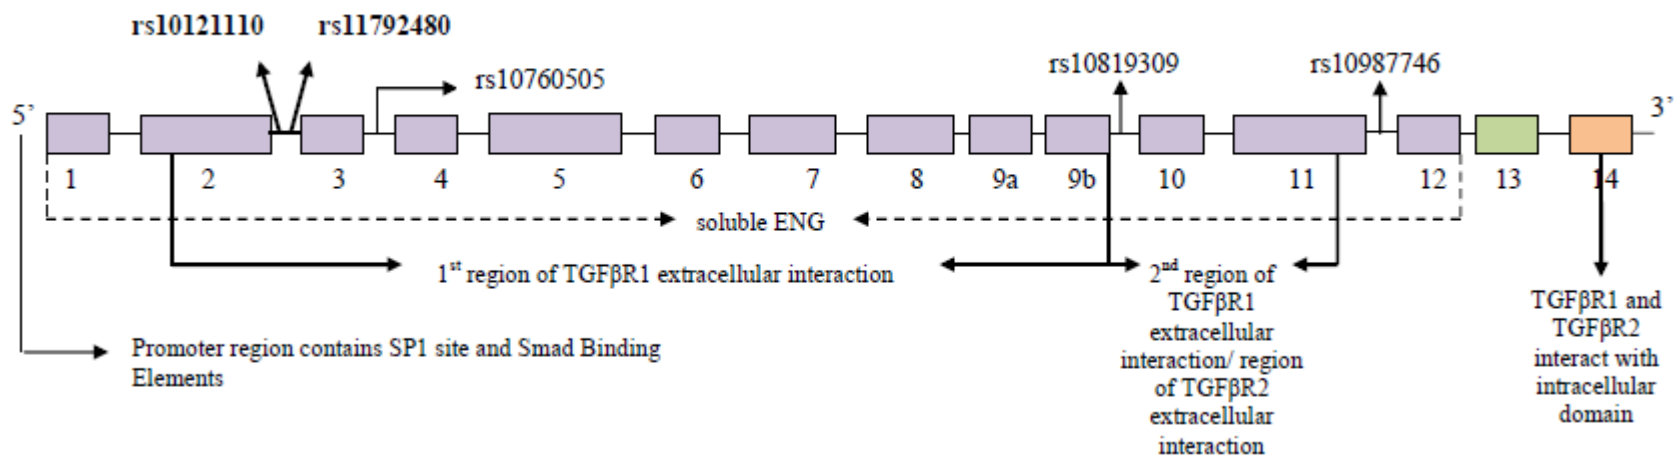 rs10121110 rs11792480
rs10760505
rs10819309
rs10987746
5’
3’
1 2 3 4 5 6 7 8 9a 9b 10 11 12 13 14
soluble ENG
1st region of TGFβR1 extracellular interaction
2nd region of
TGFβR1
extracellular
interaction/ region
of TGFβR2
extracellular
interaction
TGFβR1 and
TGFβR2
interact with
intracellular
domain
Promoter region contains SP1 site and Smad Binding
Elements